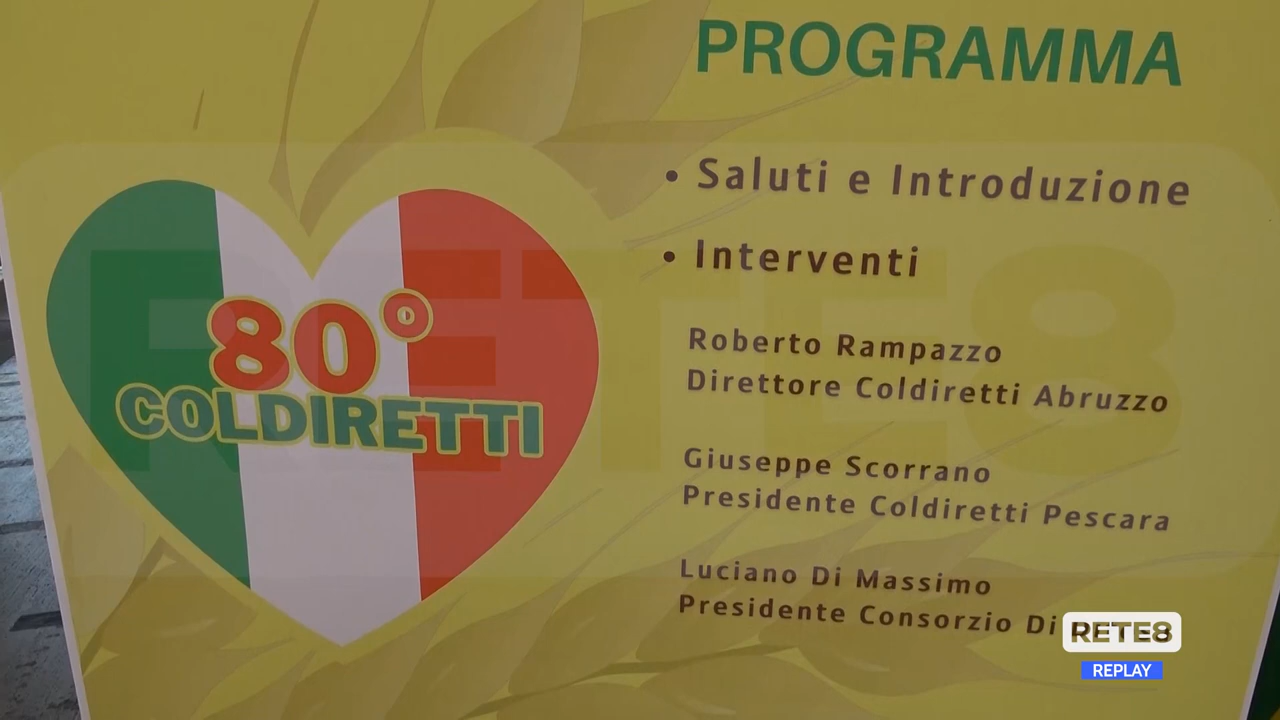 PROGRAMMA
• Saluti e Introduzione
• Interventi
Roberto Rampazzo
Direttore Coldiretti Abruzzo
Giuseppe Scorrano
Presidente Coldiretti Pescara
Luciano Di Massimo
Presidente Consorzio Di
80°
COLDIRETTI
RETE8
RETE8
REPLAY